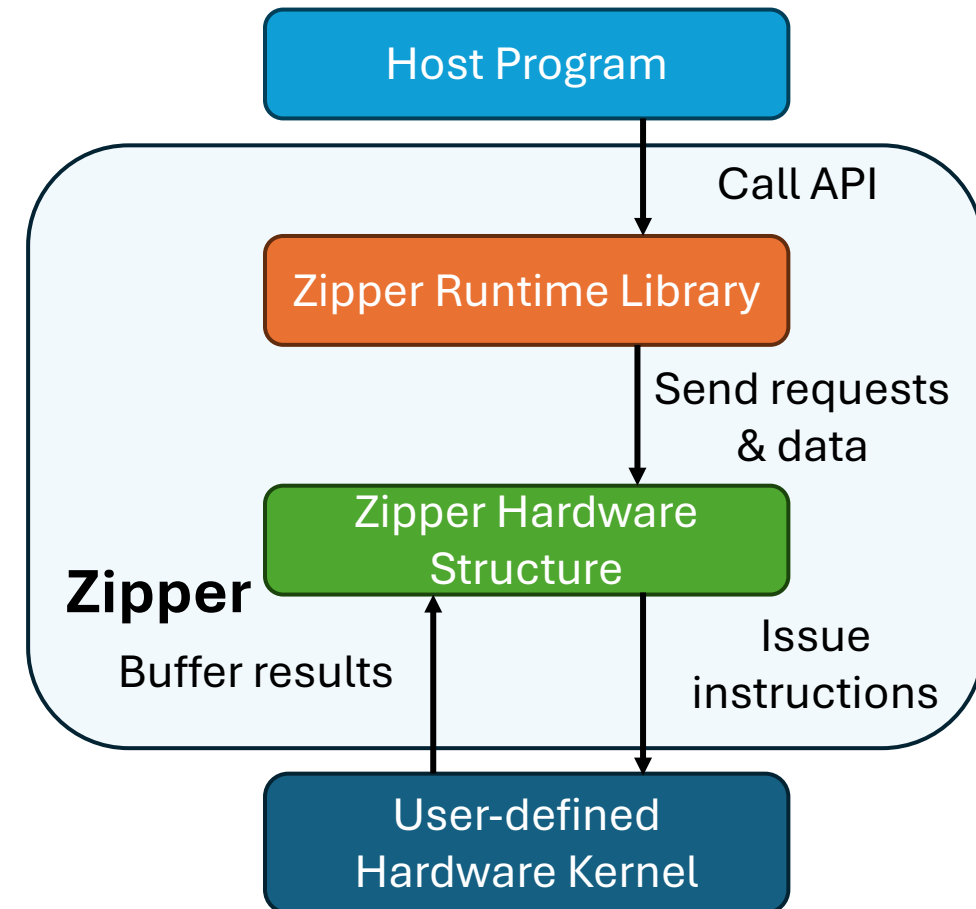 Host Program
Call API
Zipper Runtime Library
Send requests
& data
Zipper Hardware
Structure
Zipper
Buffer results
Issue
instructions
User-defined
Hardware Kernel